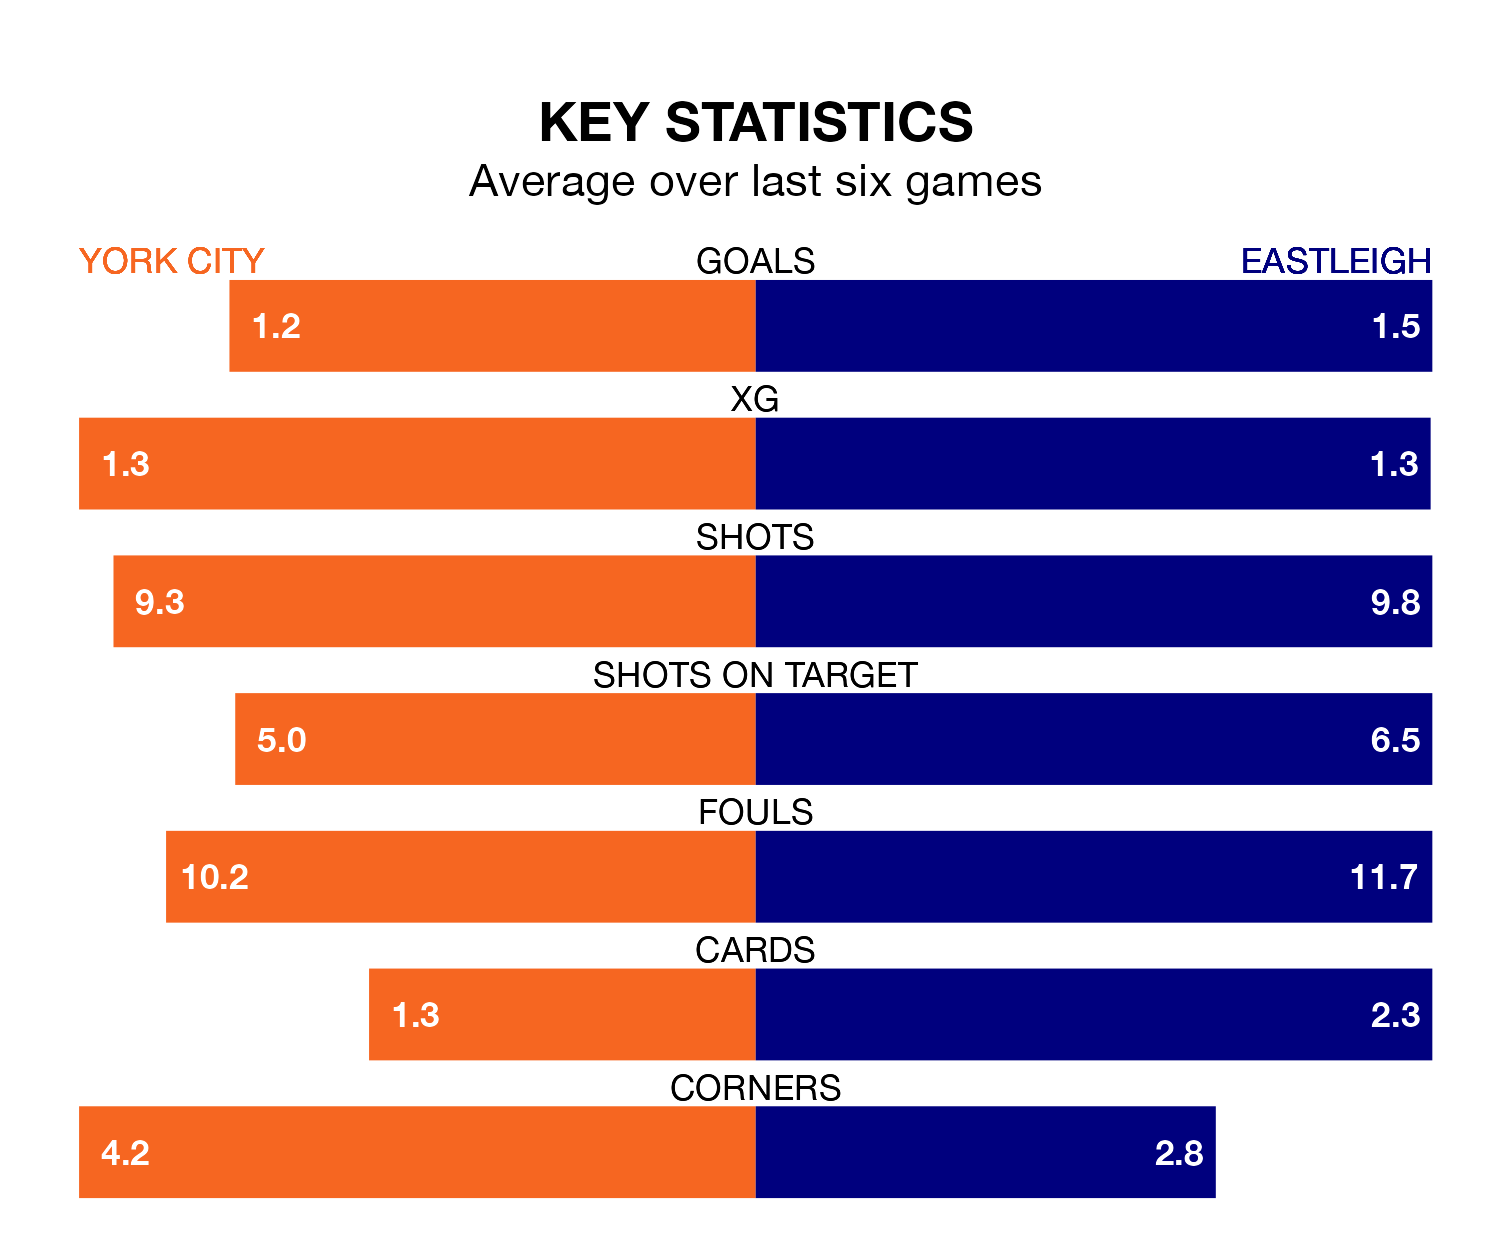 KEY STATISTICS
Average over last six games
YORK CITY GOALS EASTLEIGH
1.2 1.5
XG
1.3 1.3
SHOTS
9.3 9.8
SHOTS ON TARGET
5.0 6.5
FOULS
10.2 11.7
CARDS
1.3 2.3
CORNERS
4.2 2.8